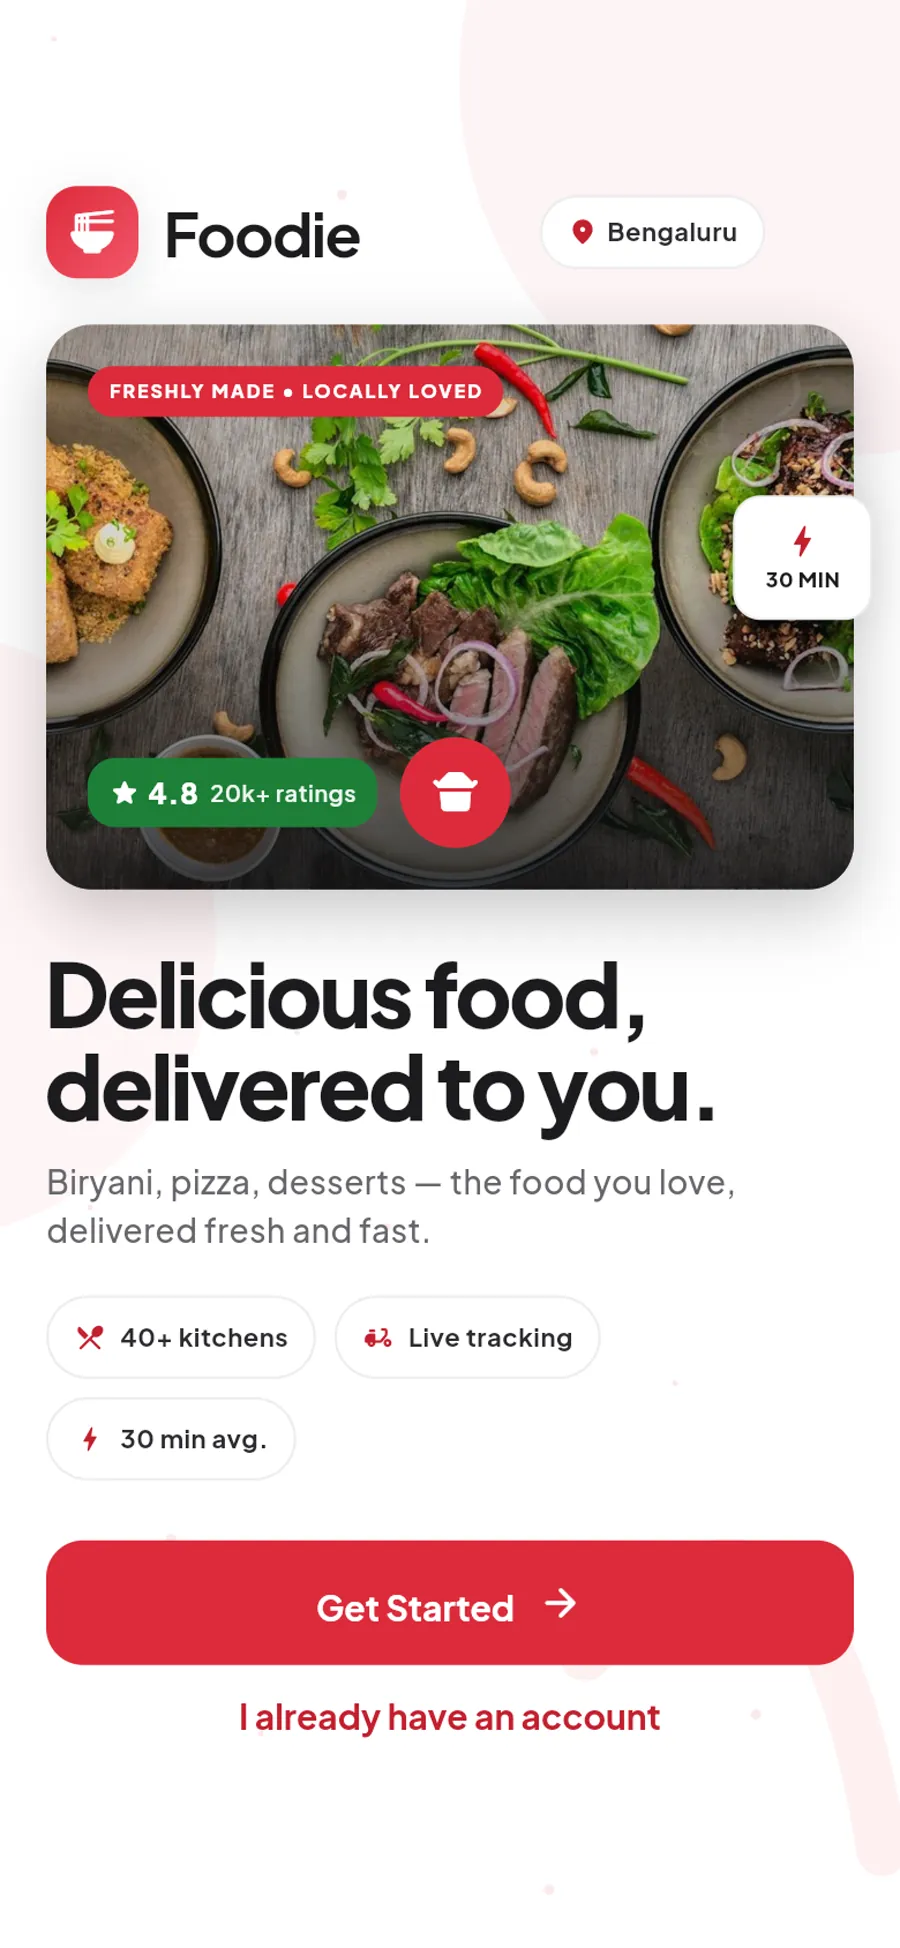 Foodie
Bengaluru
FRESHLY MADE • LOCALLY LOVED
30 MIN
4.8 20k+ ratings
Delicious food,
delivered to you.
Biryani, pizza, desserts — the food you love,
delivered fresh and fast.
40+ kitchens
Live tracking
30 min avg.
Get Started →
I already have an account